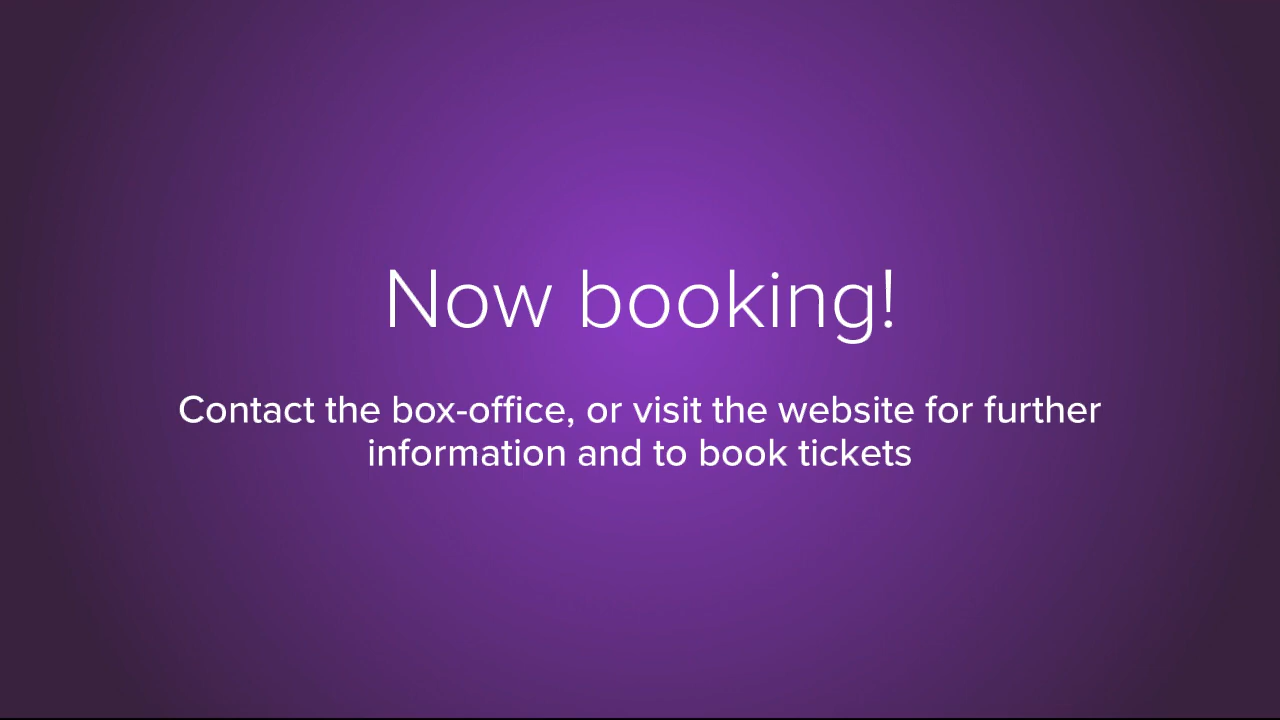 Now booking!
Contact the box-office, or visit the website for further
information and to book tickets